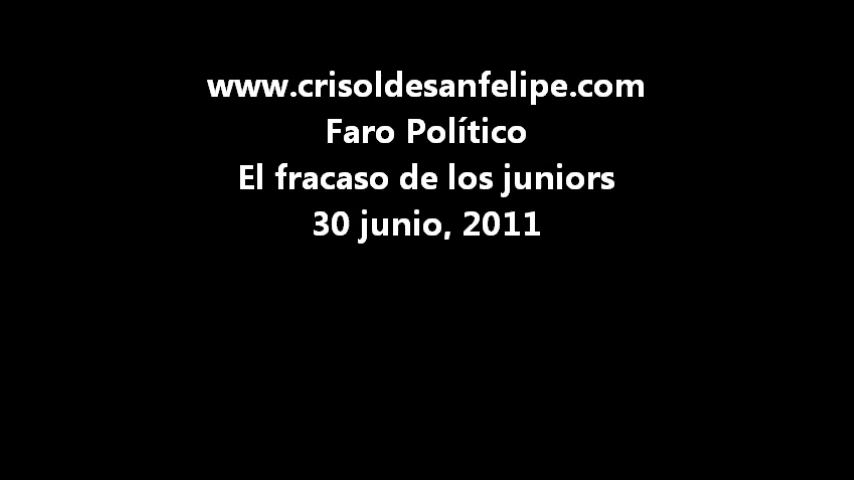 www.crisoldesanfelipe.com
Faro Político
El fracaso de los juniors
30 junio, 2011